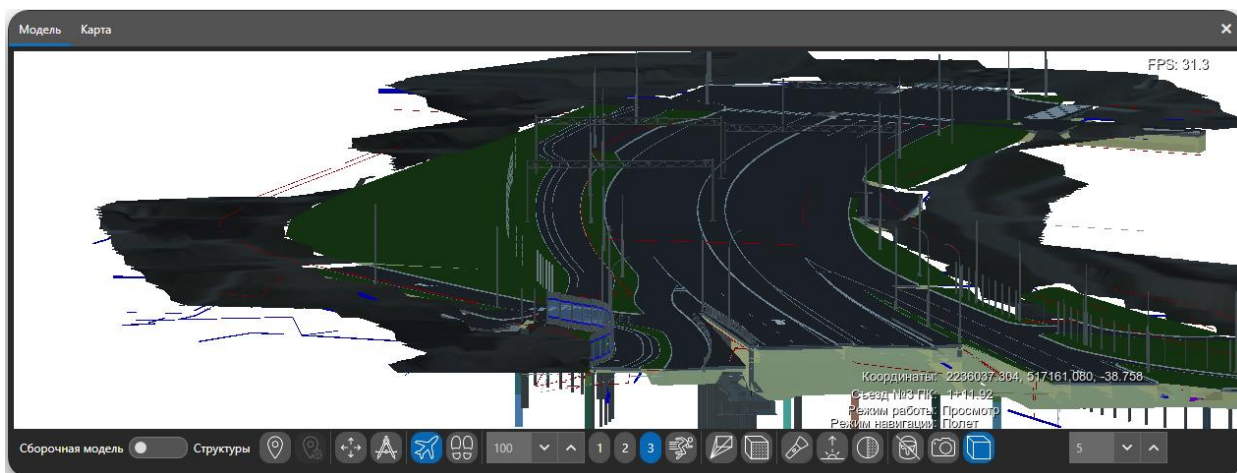 Модель Карта
FPS: 31.3
Координаты: 2236037.304, 517161.080, -38.758
Съезд №3 ПК: 1+11.92
Режим работы: Просмотр
Режим навигации: Полет
Сборочная модель Структуры 100 1 2 3 5